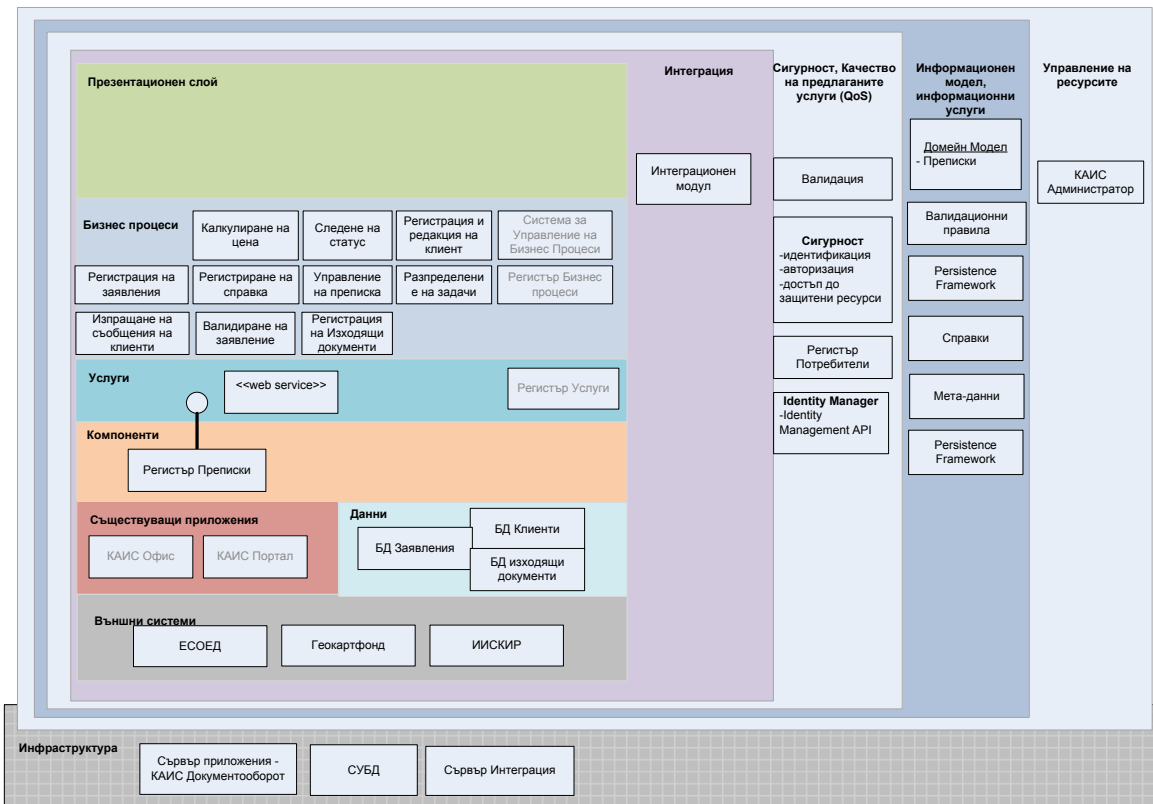 Презентационен слой
Интеграция
Сигурност, Качество
на предлаганите
услуги (QoS)
Информационен
модел,
информационни
услуги
Управление на
ресурсите
Интеграционен
модул
Валидация
Домейн Модел
- Преписки
КАИС
Администратор
Бизнес процеси
Калкулиране на
цена
Следене на
статус
Регистрация и
редакция на
клиент
Система за
Управление на
Бизнес Процеси
Регистрация на
заявления
Регистриране на
справка
Управление
на преписка
Разпределени
е на задачи
Регистър Бизнес
процеси
Изпращане на
съобщения на
клиенти
Валидиране на
заявление
Регистрация
на Изходящи
документи
Сигурност
-идентификация
-авторизация
-достъп до
защитени ресурси
Валидационни
правила
Persistence
Framework
Справки
Регистър
Потребители
Мета-данни
Identity Manager
-Identity
Management API
Persistence
Framework
Услуги
<<web service>>
Регистър Услуги
Компоненти
Регистър Преписки
Съществуващи приложения
КАИС Офис
КАИС Портал
Данни
БД Заявления
БД Клиенти
БД изходящи
документи
Външни системи
ЕСОЕД
Геокартфонд
ИИСКИР
Инфраструктура
Сървър приложения -
КАИС Документооборот
СУБД
Сървър Интеграция